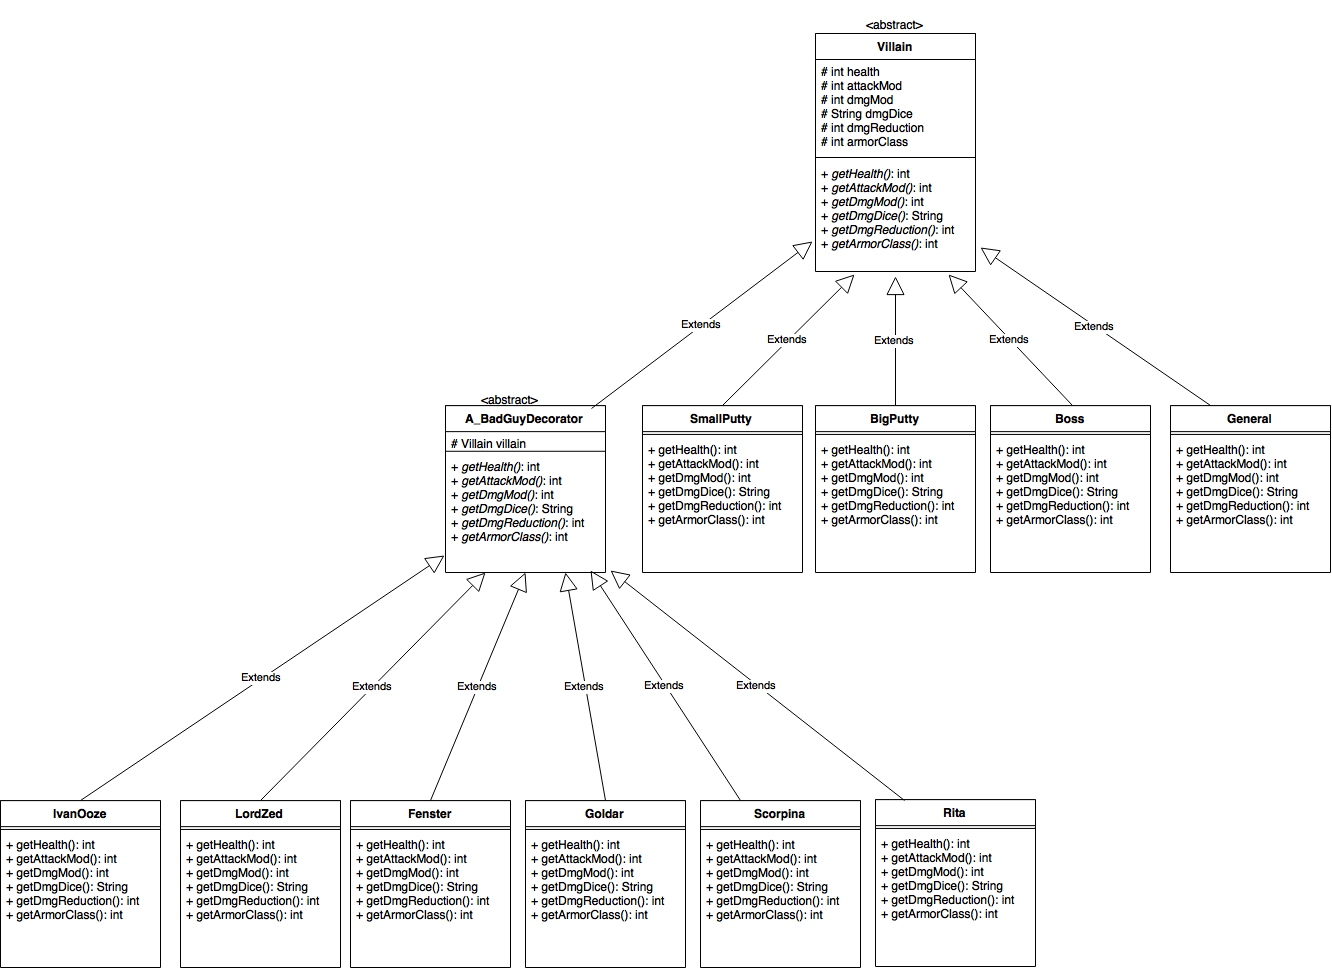 <abstract>
Villain
# int health
# int attackMod
# int dmgMod
# String dmgDice
# int dmgReduction
# int armorClass
+ getHealth(): int
+ getAttackMod(): int
+ getDmgMod(): int
+ getDmgDice(): String
+ getDmgReduction(): int
+ getArmorClass(): int
Extends
Extends
Extends
Extends
Extends
<abstract>
A_BadGuyDecorator
# Villain villain
+ getHealth(): int
+ getAttackMod(): int
+ getDmgMod(): int
+ getDmgDice(): String
+ getDmgReduction(): int
+ getArmorClass(): int
SmallPutty
+ getHealth(): int
+ getAttackMod(): int
+ getDmgMod(): int
+ getDmgDice(): String
+ getDmgReduction(): int
+ getArmorClass(): int
BigPutty
+ getHealth(): int
+ getAttackMod(): int
+ getDmgMod(): int
+ getDmgDice(): String
+ getDmgReduction(): int
+ getArmorClass(): int
Boss
+ getHealth(): int
+ getAttackMod(): int
+ getDmgMod(): int
+ getDmgDice(): String
+ getDmgReduction(): int
+ getArmorClass(): int
General
+ getHealth(): int
+ getAttackMod(): int
+ getDmgMod(): int
+ getDmgDice(): String
+ getDmgReduction(): int
+ getArmorClass(): int
Extends
Extends
Extends
Extends
Extends
Extends
IvanOoze
+ getHealth(): int
+ getAttackMod(): int
+ getDmgMod(): int
+ getDmgDice(): String
+ getDmgReduction(): int
+ getArmorClass(): int
LordZed
+ getHealth(): int
+ getAttackMod(): int
+ getDmgMod(): int
+ getDmgDice(): String
+ getDmgReduction(): int
+ getArmorClass(): int
Fenster
+ getHealth(): int
+ getAttackMod(): int
+ getDmgMod(): int
+ getDmgDice(): String
+ getDmgReduction(): int
+ getArmorClass(): int
Goldar
+ getHealth(): int
+ getAttackMod(): int
+ getDmgMod(): int
+ getDmgDice(): String
+ getDmgReduction(): int
+ getArmorClass(): int
Scorpina
+ getHealth(): int
+ getAttackMod(): int
+ getDmgMod(): int
+ getDmgDice(): String
+ getDmgReduction(): int
+ getArmorClass(): int
Rita
+ getHealth(): int
+ getAttackMod(): int
+ getDmgMod(): int
+ getDmgDice(): String
+ getDmgReduction(): int
+ getArmorClass(): int